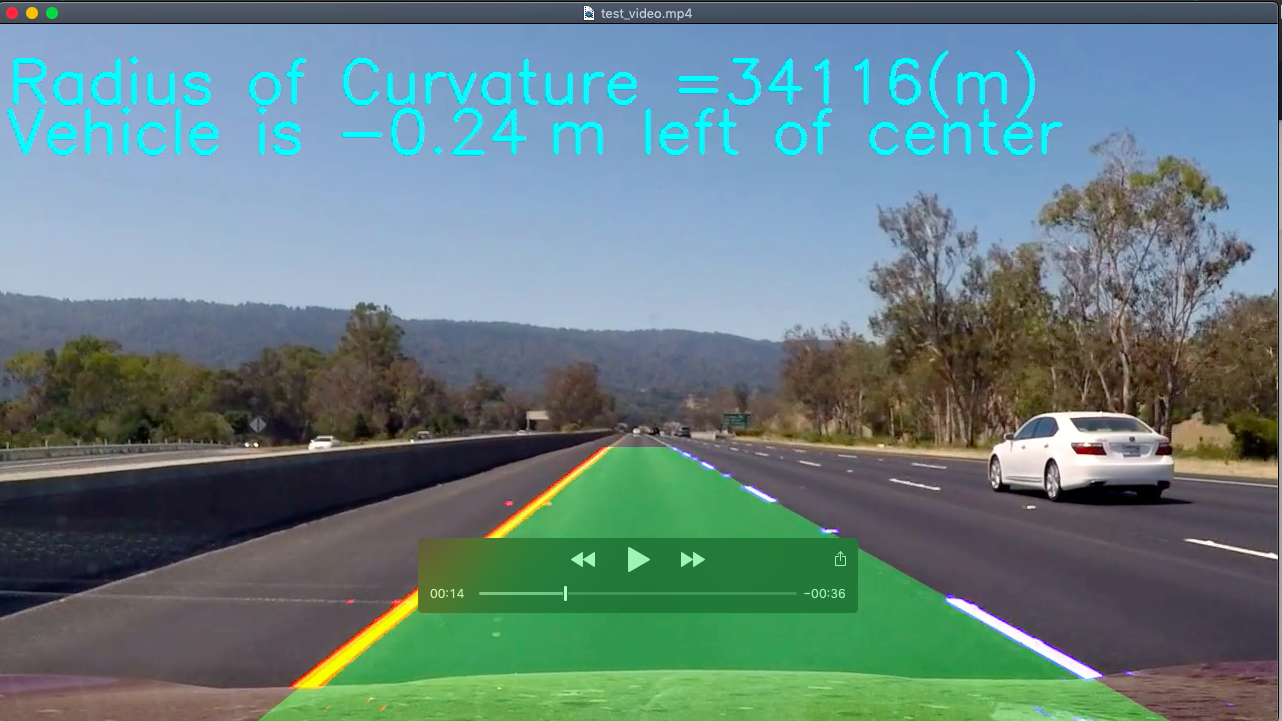 test_video.mp4
Radius of Curvature =34116(m)
Vehicle is -0.24 m left of center
00:14
-00:36